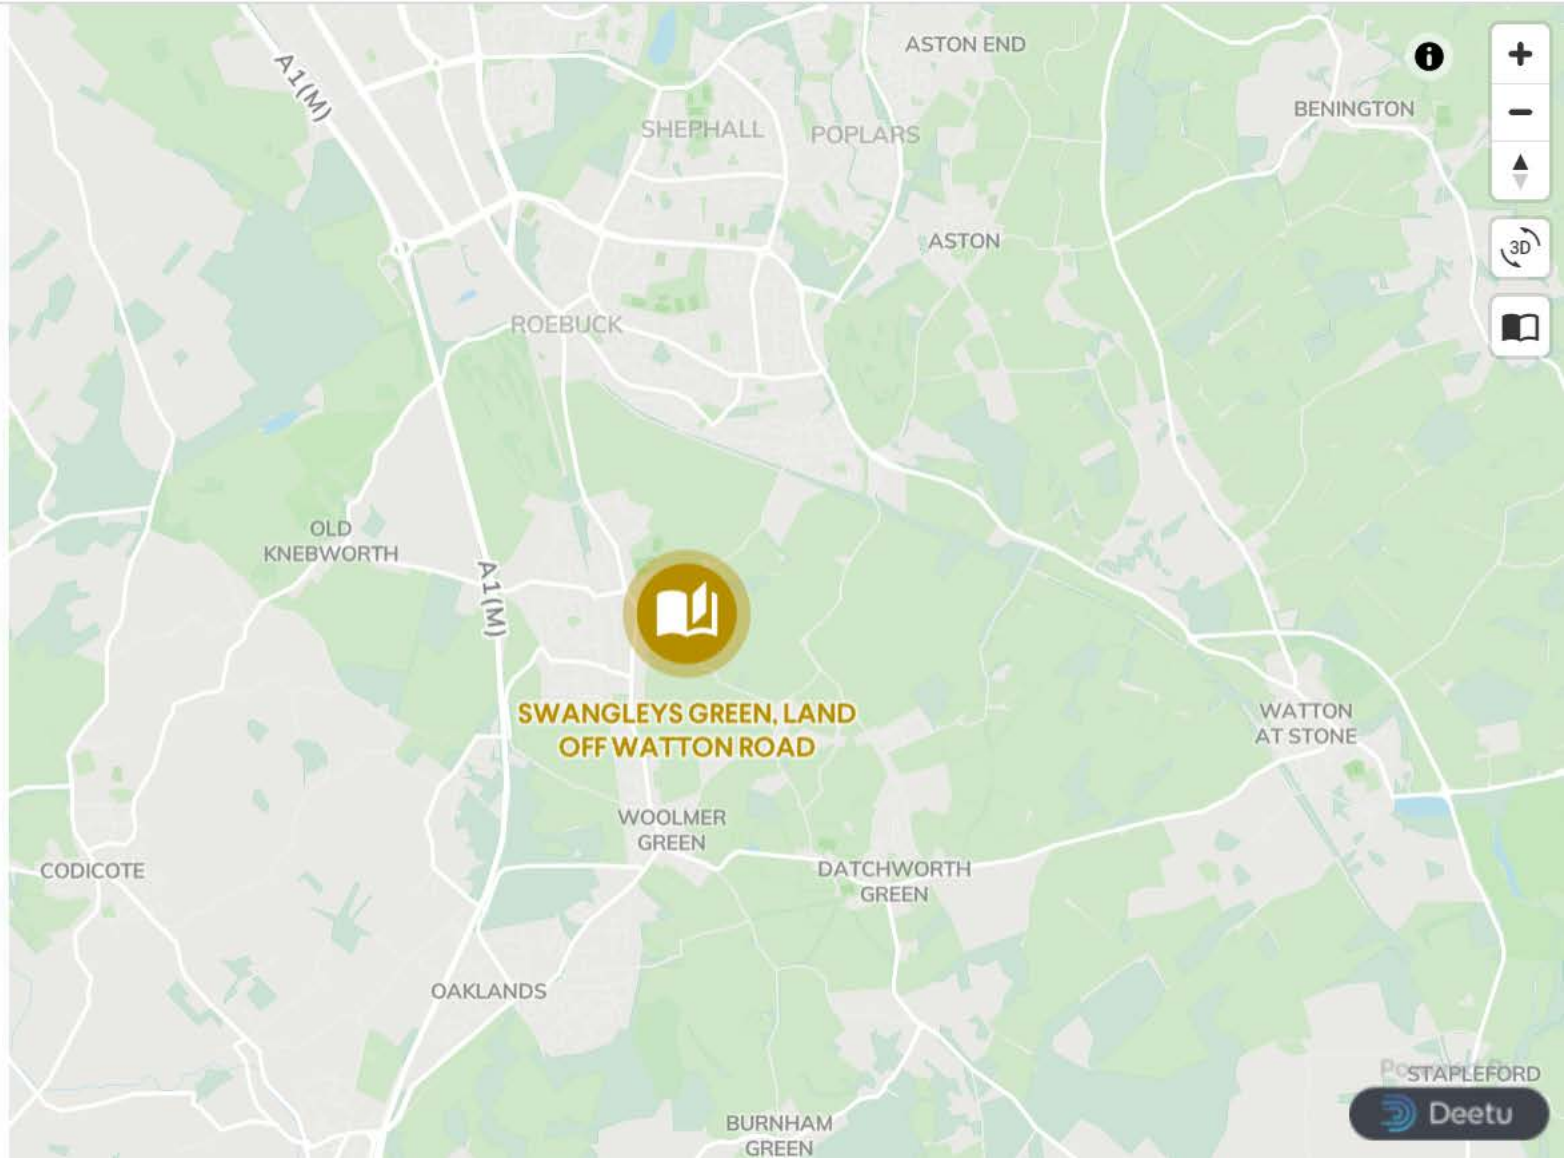 A1(M)
ASTON END
BENINGTON
SHEPHALL
POPLARS
3D
ASTON
ROEBUCK
OLD
KNEBWORTH
A1(M)
SWANGLEYS GREEN, LAND
OFF WATTON ROAD
WATTON
AT STONE
WOOLMER
GREEN
CODICOTE
DATCHWORTH
GREEN
OAKLANDS
STAPLEFORD
Deetu
BURNHAM
GREEN